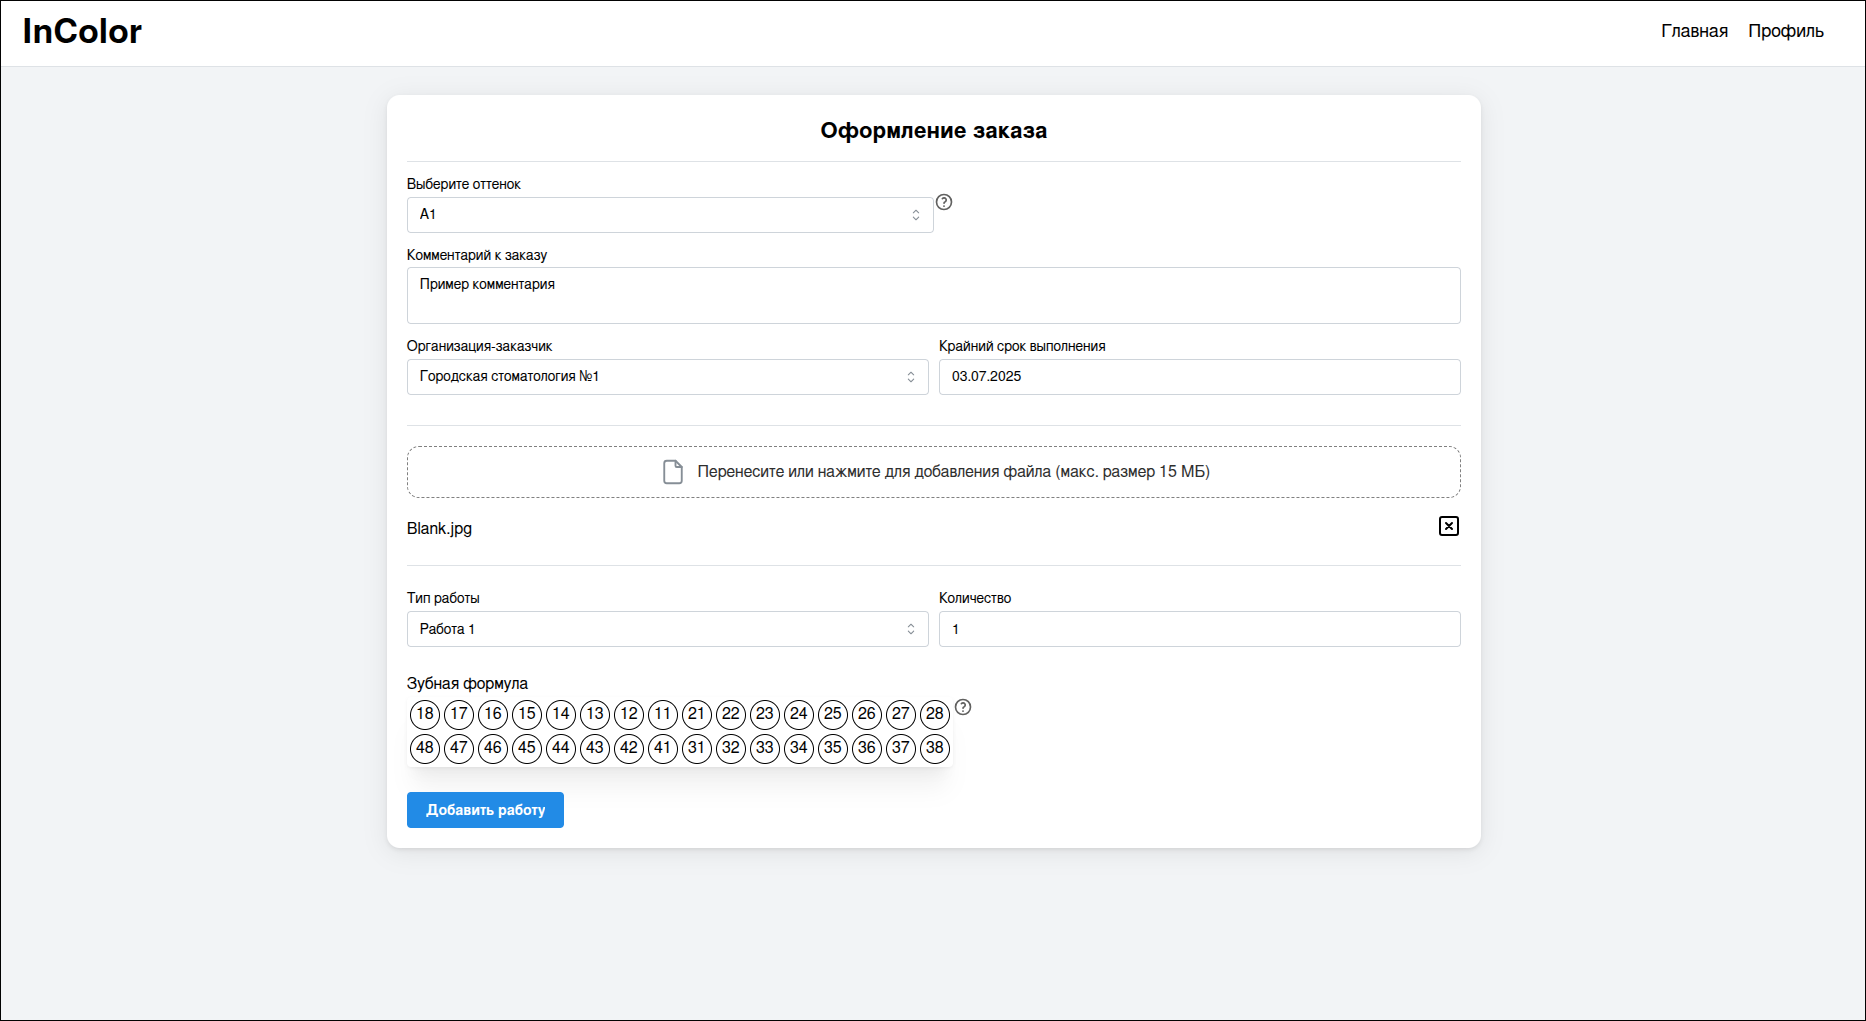 InColor
Главная Профиль
Оформление заказа
Выберите оттенок
A1
Комментарий к заказу
Пример комментария
Организация-заказчик Крайний срок выполнения
Городская стоматология №1 03.07.2025
Перенесите или нажмите для добавления файла (макс. размер 15 МБ)
Blank.jpg
Тип работы Количество
Работа 1 1
Зубная формула
18 17 16 15 14 13 12 11 21 22 23 24 25 26 27 28
48 47 46 45 44 43 42 41 31 32 33 34 35 36 37 38
Добавить работу